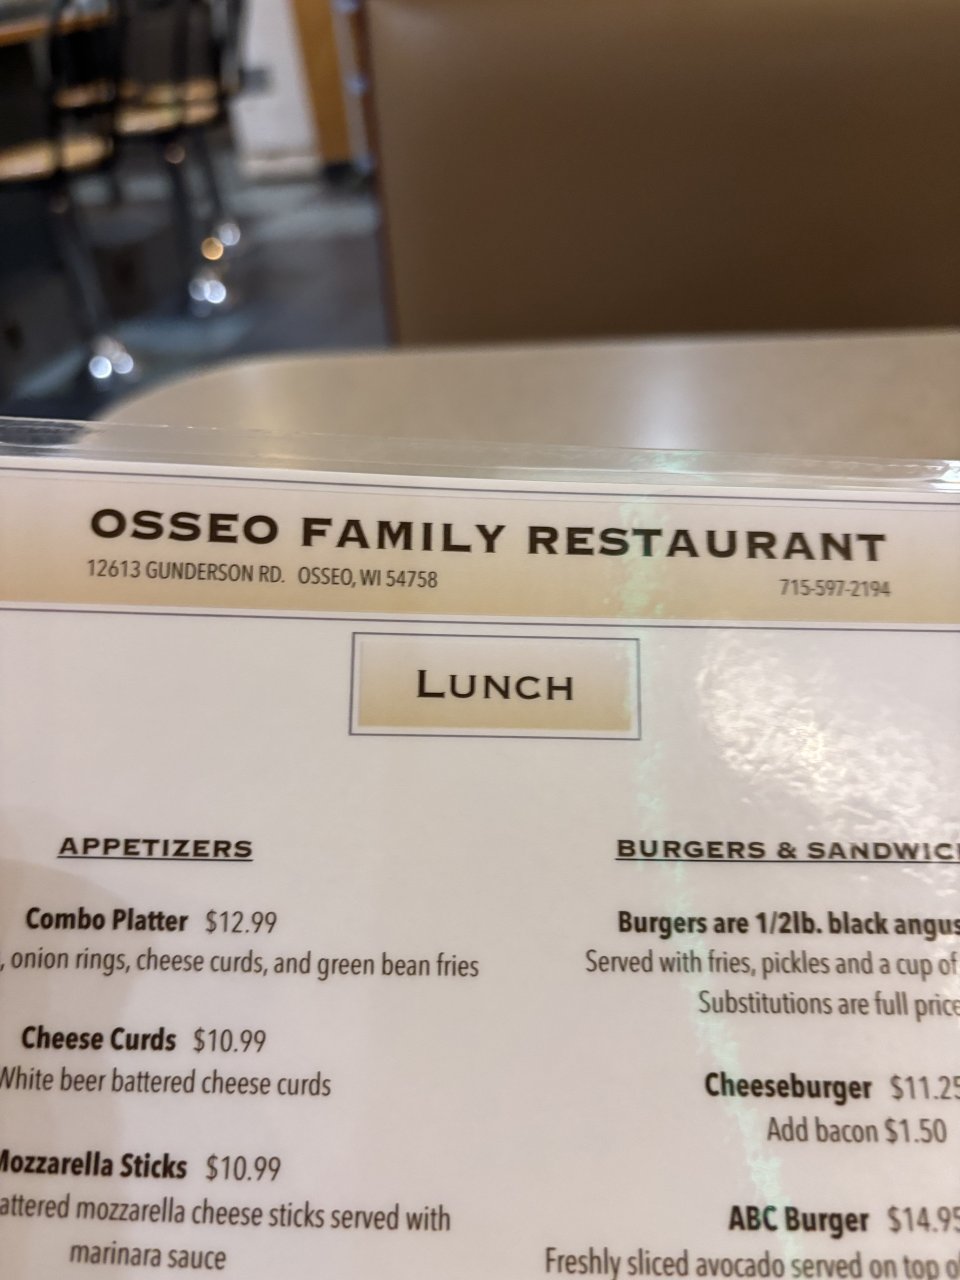 OSSEO FAMILY RESTAURANT
12613 GUNDERSON RD. OSSEO, WI 54758
715-597-2194
LUNCH
APPETIZERS
Combo Platter $12.99
, onion rings, cheese curds, and green bean fries
Cheese Curds $10.99
White beer battered cheese curds
Mozzarella Sticks $10.99
attered mozzarella cheese sticks served with
marinara sauce
BURGERS & SANDWIC
Burgers are 1/2lb. black angus
Served with fries, pickles and a cup of
Substitutions are full price
Cheeseburger $11.25
Add bacon $1.50
ABC Burger $14.95
Freshly sliced avocado served on top o